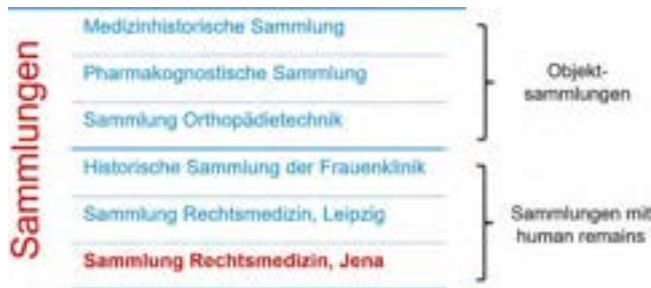 Sammlungen
Medizinhistorische Sammlung
Pharmakognostische Sammlung
Sammlung Orthopädietechnik
Objekt-
sammlungen
Historische Sammlung der Frauenklinik
Sammlung Rechtsmedizin, Leipzig
Sammlung Rechtsmedizin, Jena
Sammlungen mit
human remains